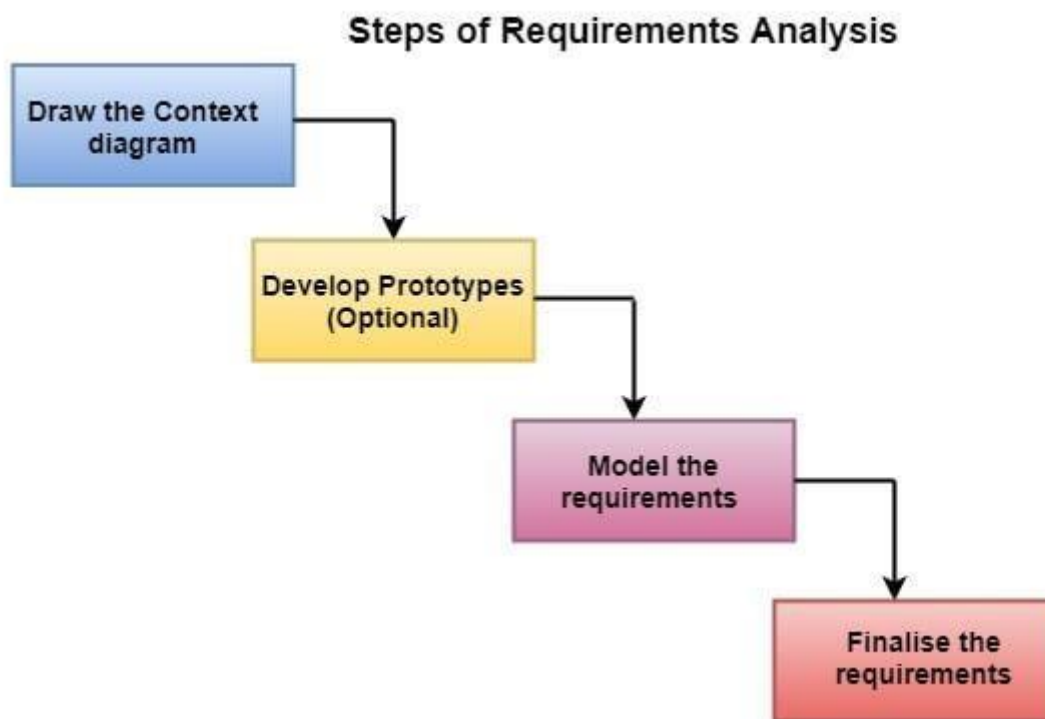 Steps of Requirements Analysis
Draw the Context
diagram
Develop Prototypes
(Optional)
Model the
requirements
Finalise the
requirements